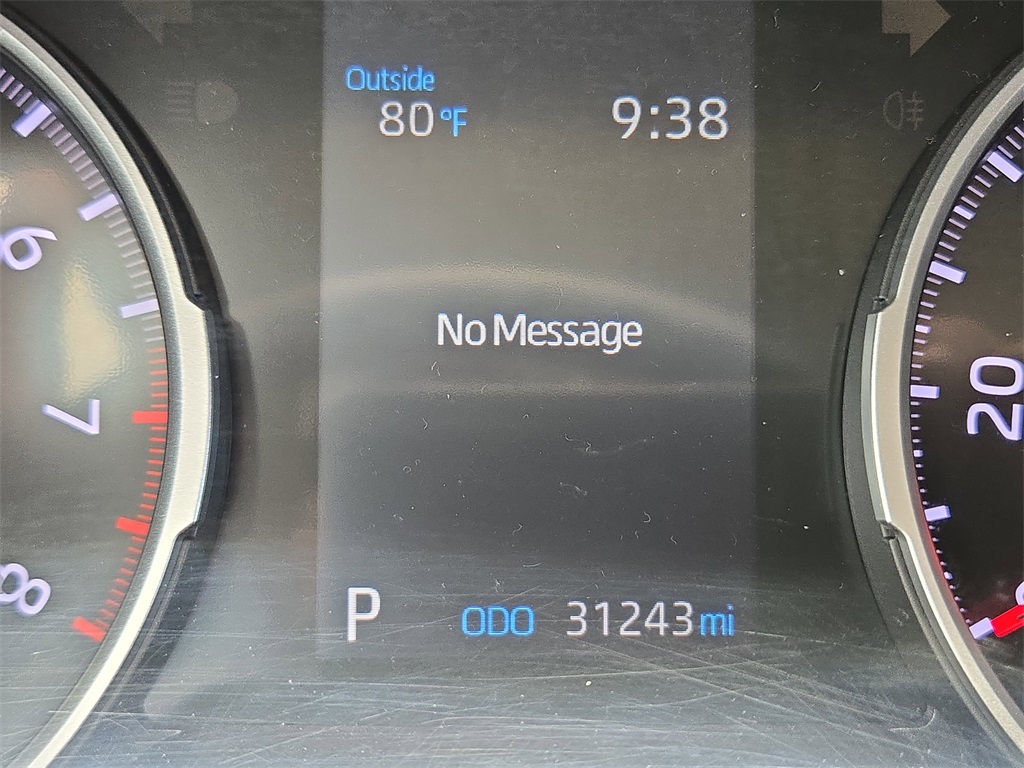 Outside
80 °F 9:38
6
No Message
20
7
8
P ODO 31243 mi